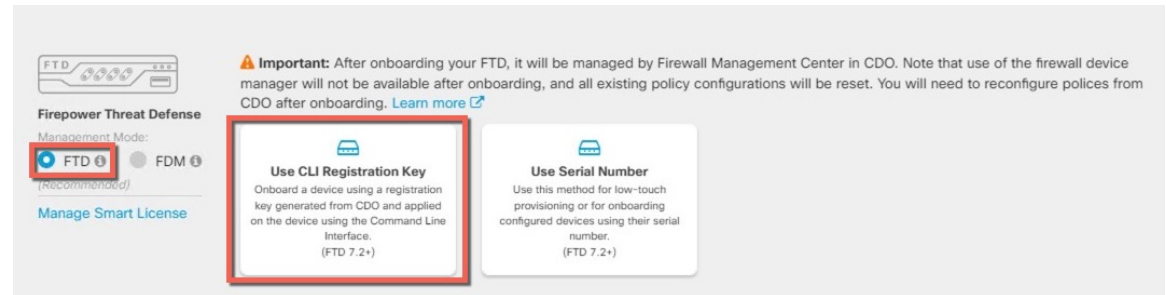 FTD
Firepower Threat Defense
Management Mode:
FTD FDM
(Recommended)
Manage Smart License
Important: After onboarding your FTD, it will be managed by Firewall Management Center in CDO. Note that use of the firewall device
manager will not be available after onboarding, and all existing policy configurations will be reset. You will need to reconfigure polices from
CDO after onboarding. Learn more
Use CLI Registration Key
Onboard a device using a registration
key generated from CDO and applied
on the device using the Command Line
Interface.
(FTD 7.2+)
Use Serial Number
Use this method for low-touch
provisioning or for onboarding
configured devices using their serial
number.
(FTD 7.2+)